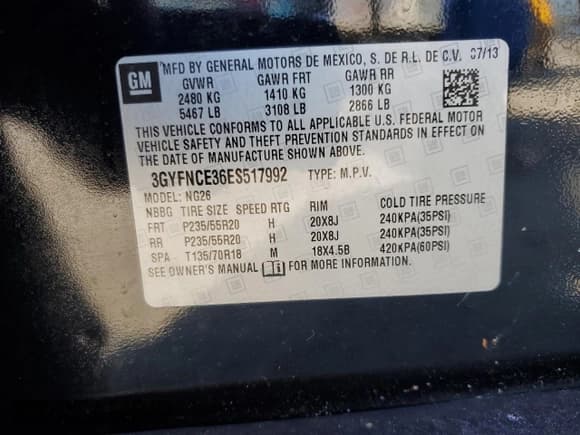 GM MFD BY GENERAL MOTORS DE MEXICO, S. DE R.L. DE C.V. 07/13
GVWR GAWR FRT GAWR RR
2480 KG 1410 KG 1300 KG
5467 LB 3108 LB 2866 LB
THIS VEHICLE CONFORMS TO ALL APPLICABLE U.S. FEDERAL MOTOR
VEHICLE SAFETY AND THEFT PREVENTION STANDARDS IN EFFECT ON
THE DATE OF MANUFACTURE SHOWN ABOVE.
3GYFNCE36ES517992 TYPE: M.P.V.
MODEL: NG26
NBBG TIRE SIZE SPEED RTG RIM COLD TIRE PRESSURE
FRT P235/55R20 H 20X8J 240KPA(35PSI)
RR P235/55R20 H 20X8J 240KPA(35PSI)
SPA T135/70R18 M 18X4.5B 420KPA(60PSI)
SEE OWNER'S MANUAL FOR MORE INFORMATION.